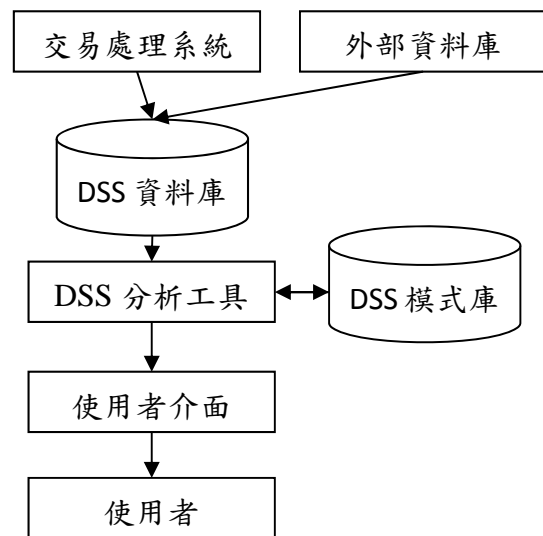 交易處理系統
外部資料庫
DSS 資料庫
DSS 分析工具
DSS 模式庫
使用者介面
使用者